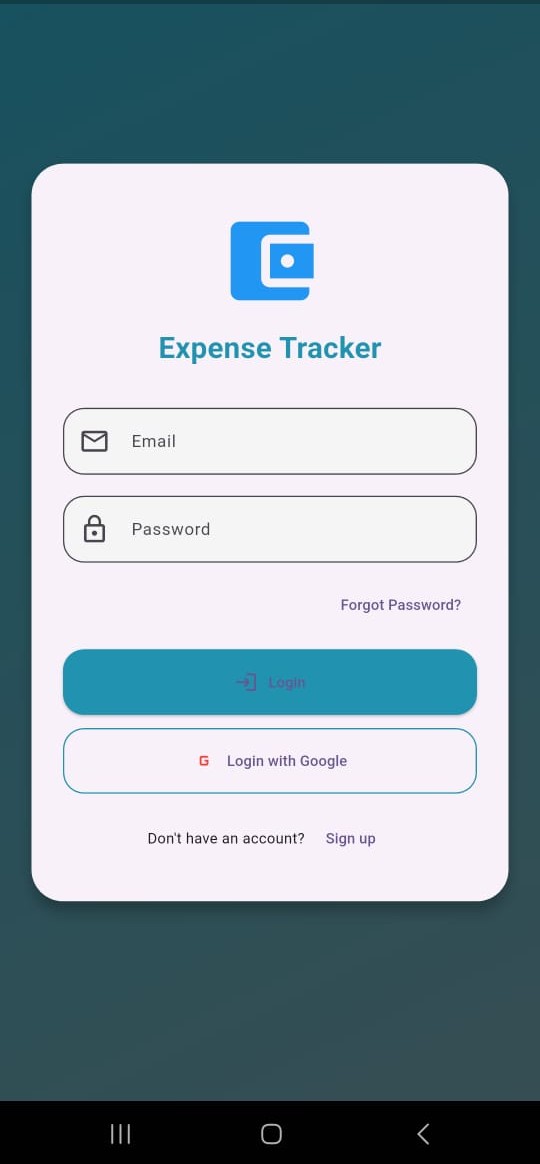 Expense Tracker
Email
Password
Forgot Password?
Login
G Login with Google
Don't have an account? Sign up